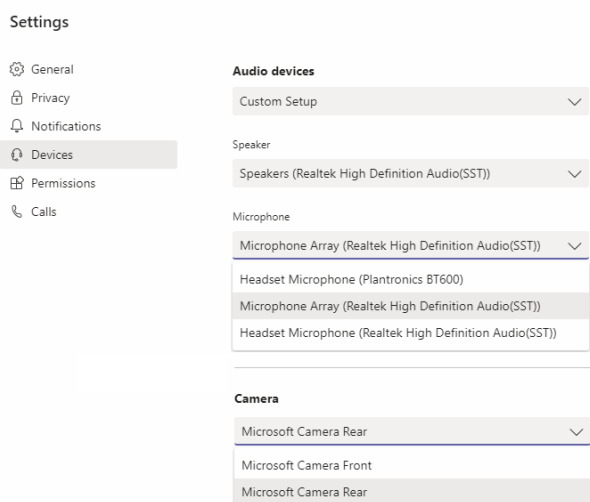 Settings
General
Privacy
Notifications
Devices
Permissions
Calls
Audio devices
Custom Setup
Speaker
Speakers (Realtek High Definition Audio(SST))
Microphone
Microphone Array (Realtek High Definition Audio(SST))
Headset Microphone (Plantronics BT600)
Microphone Array (Realtek High Definition Audio(SST))
Headset Microphone (Realtek High Definition Audio(SST))
Camera
Microsoft Camera Rear
Microsoft Camera Front
Microsoft Camera Rear